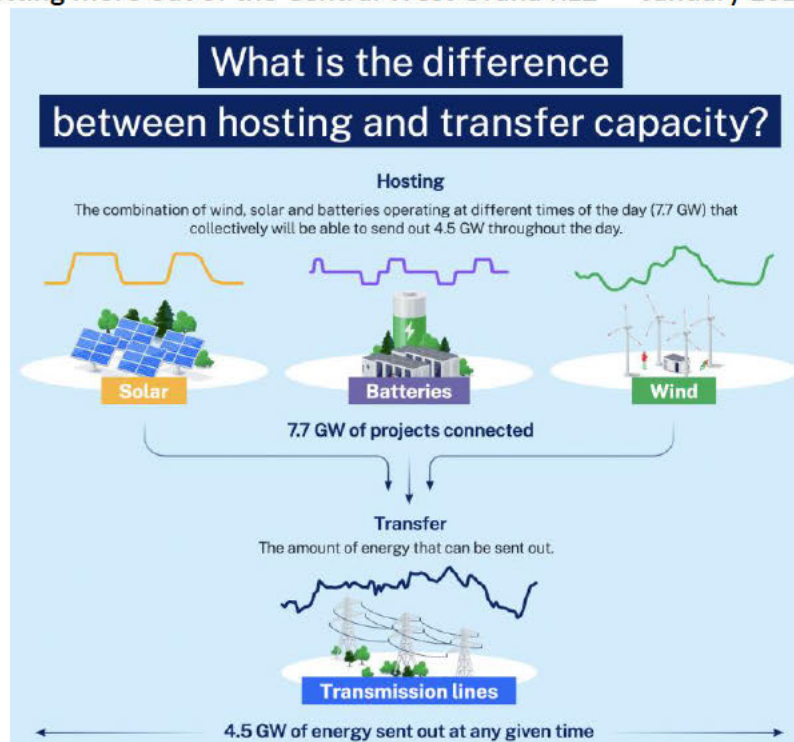 What is the difference
between hosting and transfer capacity?
Hosting
The combination of wind, solar and batteries operating at different times of the day (7.7 GW) that
collectively will be able to send out 4.5 GW throughout the day.
Solar
Batteries
Wind
7.7 GW of projects connected
Transfer
The amount of energy that can be sent out.
Transmission lines
4.5 GW of energy sent out at any given time